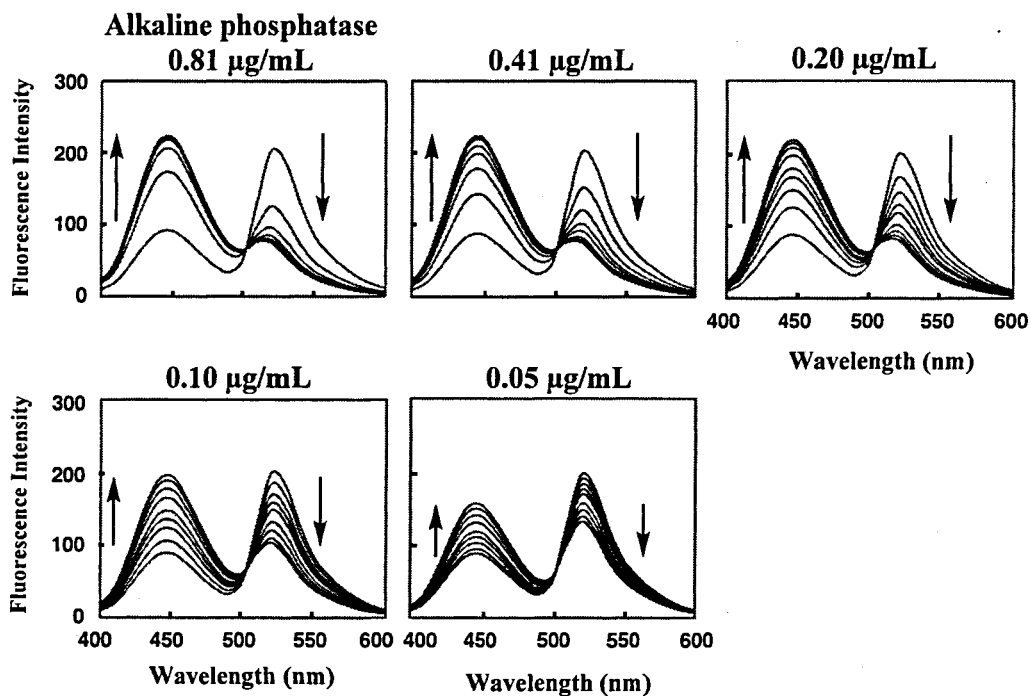 Alkaline phosphatase
0.81 µg/mL
0.41 µg/mL
0.20 µg/mL
Fluorescence Intensity
300
200
100
0
400 450 500 550 600
Wavelength (nm)
0.10 µg/mL
0.05 µg/mL
Fluorescence Intensity
300
200
100
0
400 450 500 550 600
400 450 500 550 600
Wavelength (nm)
Wavelength (nm)